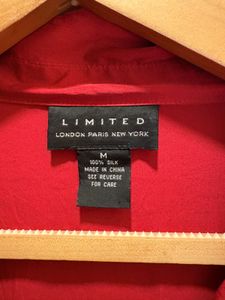 LIMITED
LONDON PARIS NEW YORK
M
100% SILK
MADE IN CHINA
SEE REVERSE
FOR CARE